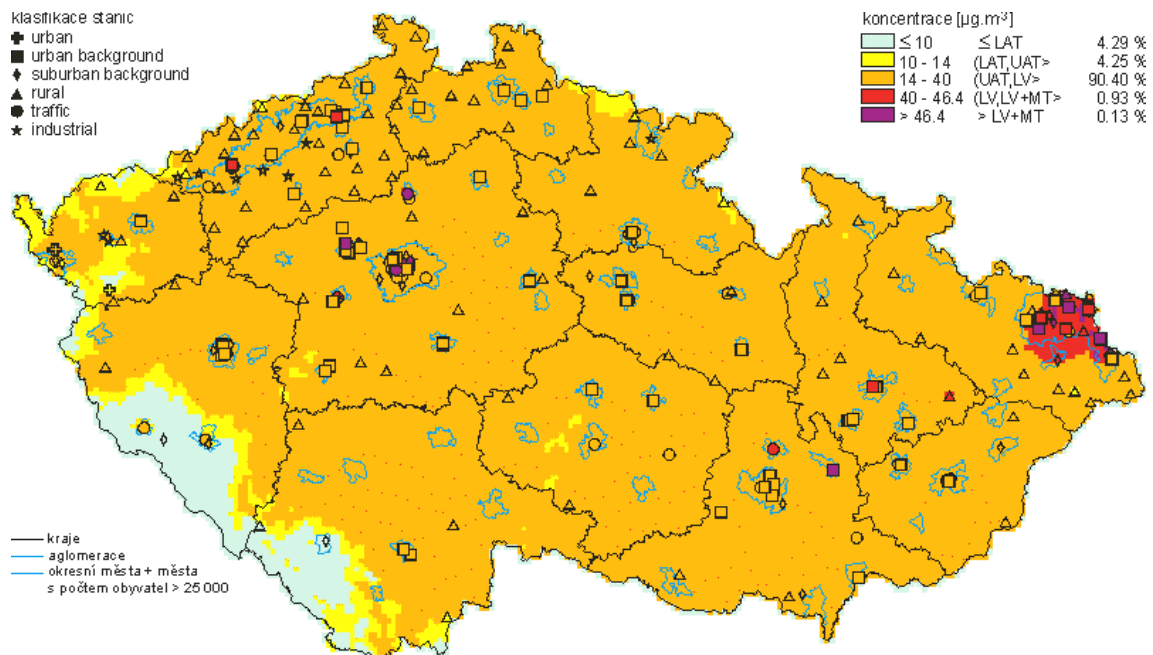 klasifikace stanic
urban
urban background
suburban background
rural
traffic
industrial
koncentrace [µg.m-³]
≤ 10 ≤ LAT 4.29 %
10 - 14 (LAT,UAT> 4.25 %
14 - 40 (UAT,LV> 90.40 %
40 - 46.4 (LV,LV+MT> 0.93 %
> 46.4 > LV+MT 0.13 %
kraje
aglomerace
okresní města + města
s počtem obyvatel > 25 000